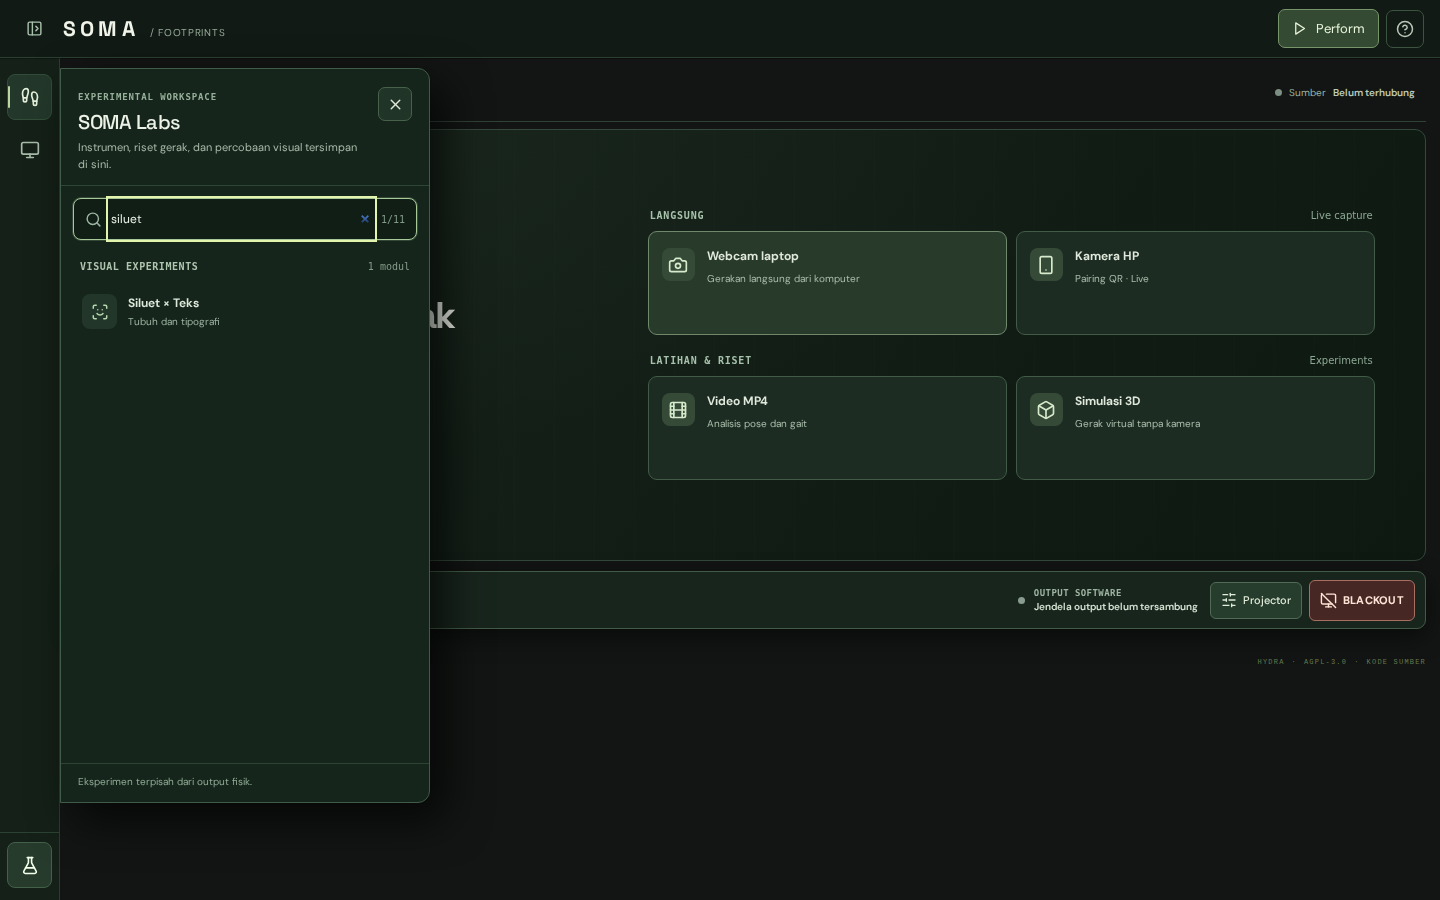 SOMA / FOOTPRINTS
Perform
EXPERIMENTAL WORKSPACE
SOMA Labs
Instrumen, riset gerak, dan percobaan visual tersimpan
di sini.
siluet
1/11
VISUAL EXPERIMENTS
1 modul
Siluet × Teks
Tubuh dan tipografi
Eksperimen terpisah dari output fisik.
Sumber Belum terhubung
LANGSUNG
Live capture
Webcam laptop
Gerakan langsung dari komputer
Kamera HP
Pairing QR · Live
LATIHAN & RISET
Experiments
Video MP4
Analisis pose dan gait
Simulasi 3D
Gerak virtual tanpa kamera
OUTPUT SOFTWARE
Jendela output belum tersambung
Projector
BLACKOUT
HYDRA · AGPL-3.0 · KODE SUMBER